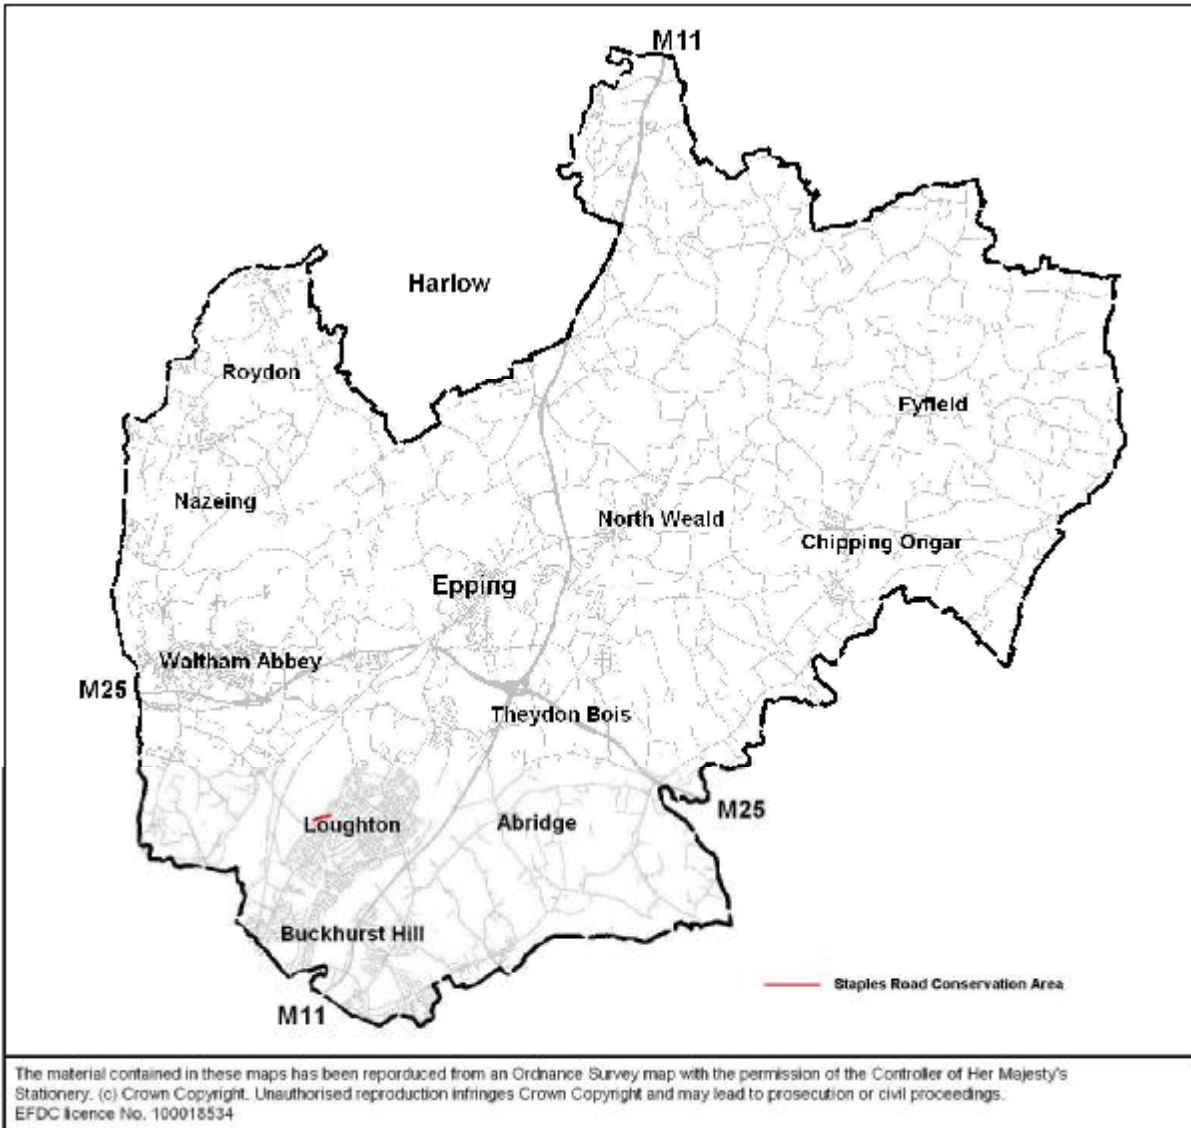 M11
Harlow
Roydon
Fyfield
Nazeing
North Weald
Chipping Ongar
Epping
Waltham Abbey
M25
Theydon Bois
M25
Loughton
Abridge
Buckhurst Hill
Staples Road Conservation Area
M11
The material contained in these maps has been reporduced from an Ordnance Survey map with the permission of the Controller of Her Majesty's
Stationery. (c) Crown Copyright. Unauthorised reproduction infringes Crown Copyright and may lead to prosecution or civil proceedings.
EFDC licence No. 100018534